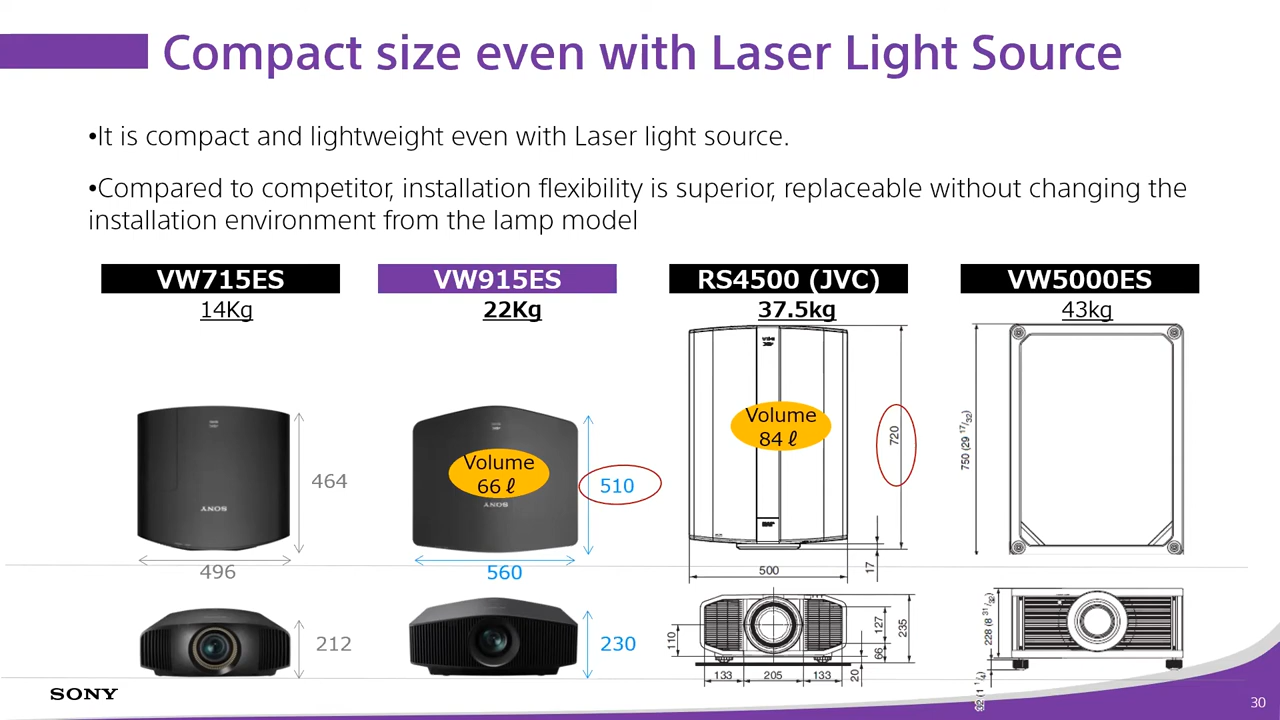 Compact size even with Laser Light Source
•It is compact and lightweight even with Laser light source.
•Compared to competitor, installation flexibility is superior, replaceable without changing the
installation environment from the lamp model
VW715ES
14Kg
464
SONY
496
212
VW915ES
22Kg
Volume
66 ℓ
510
SONY
560
230
RS4500 (JVC)
37.5kg
Volume
84 ℓ
720
500
17
110
127
235
66
20
133
205
133
VW5000ES
43kg
750 (29 17/32)
228 (8 31/32)
SONY
30